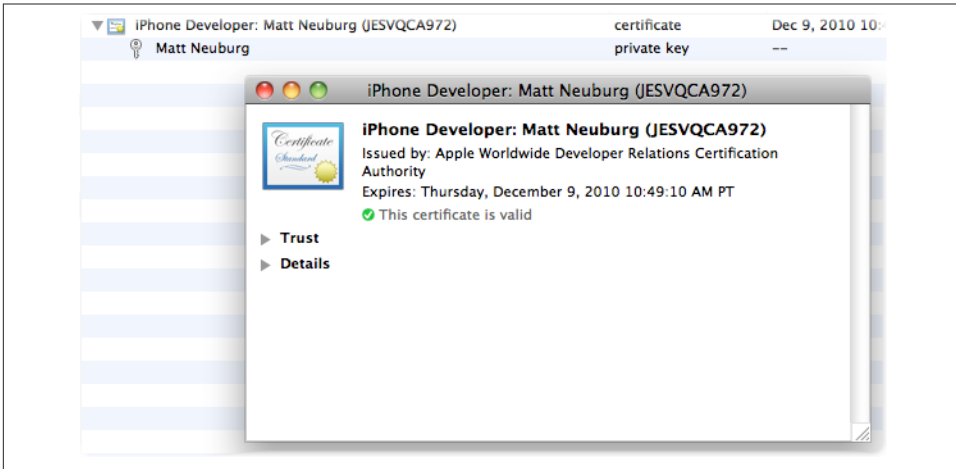 iPhone Developer: Matt Neuburg (JESVQCA972) certificate Dec 9, 2010 10:
Matt Neuburg private key --
iPhone Developer: Matt Neuburg (JESVQCA972)
Certificate
Standard
iPhone Developer: Matt Neuburg (JESVQCA972)
Issued by: Apple Worldwide Developer Relations Certification
Authority
Expires: Thursday, December 9, 2010 10:49:10 AM PT
This certificate is valid
Trust
Details